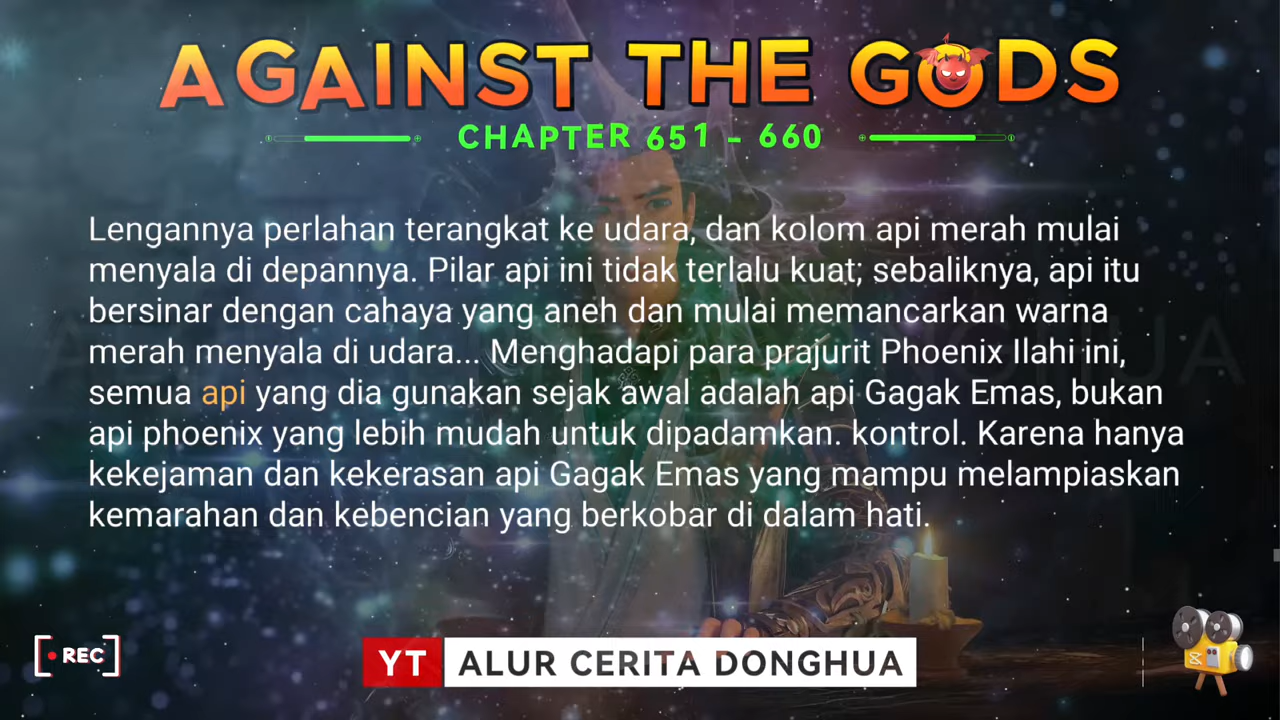 AGAINST THE GODS
CHAPTER 651 - 660
Lengannya perlahan terangkat ke udara, dan kolom api merah mulai
menyala di depannya. Pilar api ini tidak terlalu kuat; sebaliknya, api itu
bersinar dengan cahaya yang aneh dan mulai memancarkan warna
merah menyala di udara... Menghadapi para prajurit Phoenix Ilahi ini,
semua api yang dia gunakan sejak awal adalah api Gagak Emas, bukan
api phoenix yang lebih mudah untuk dipadamkan. kontrol. Karena hanya
kekejaman dan kekerasan api Gagak Emas yang mampu melampiaskan
kemarahan dan kebencian yang berkobar di dalam hati.
REC
YT ALUR CERITA DONGHUA